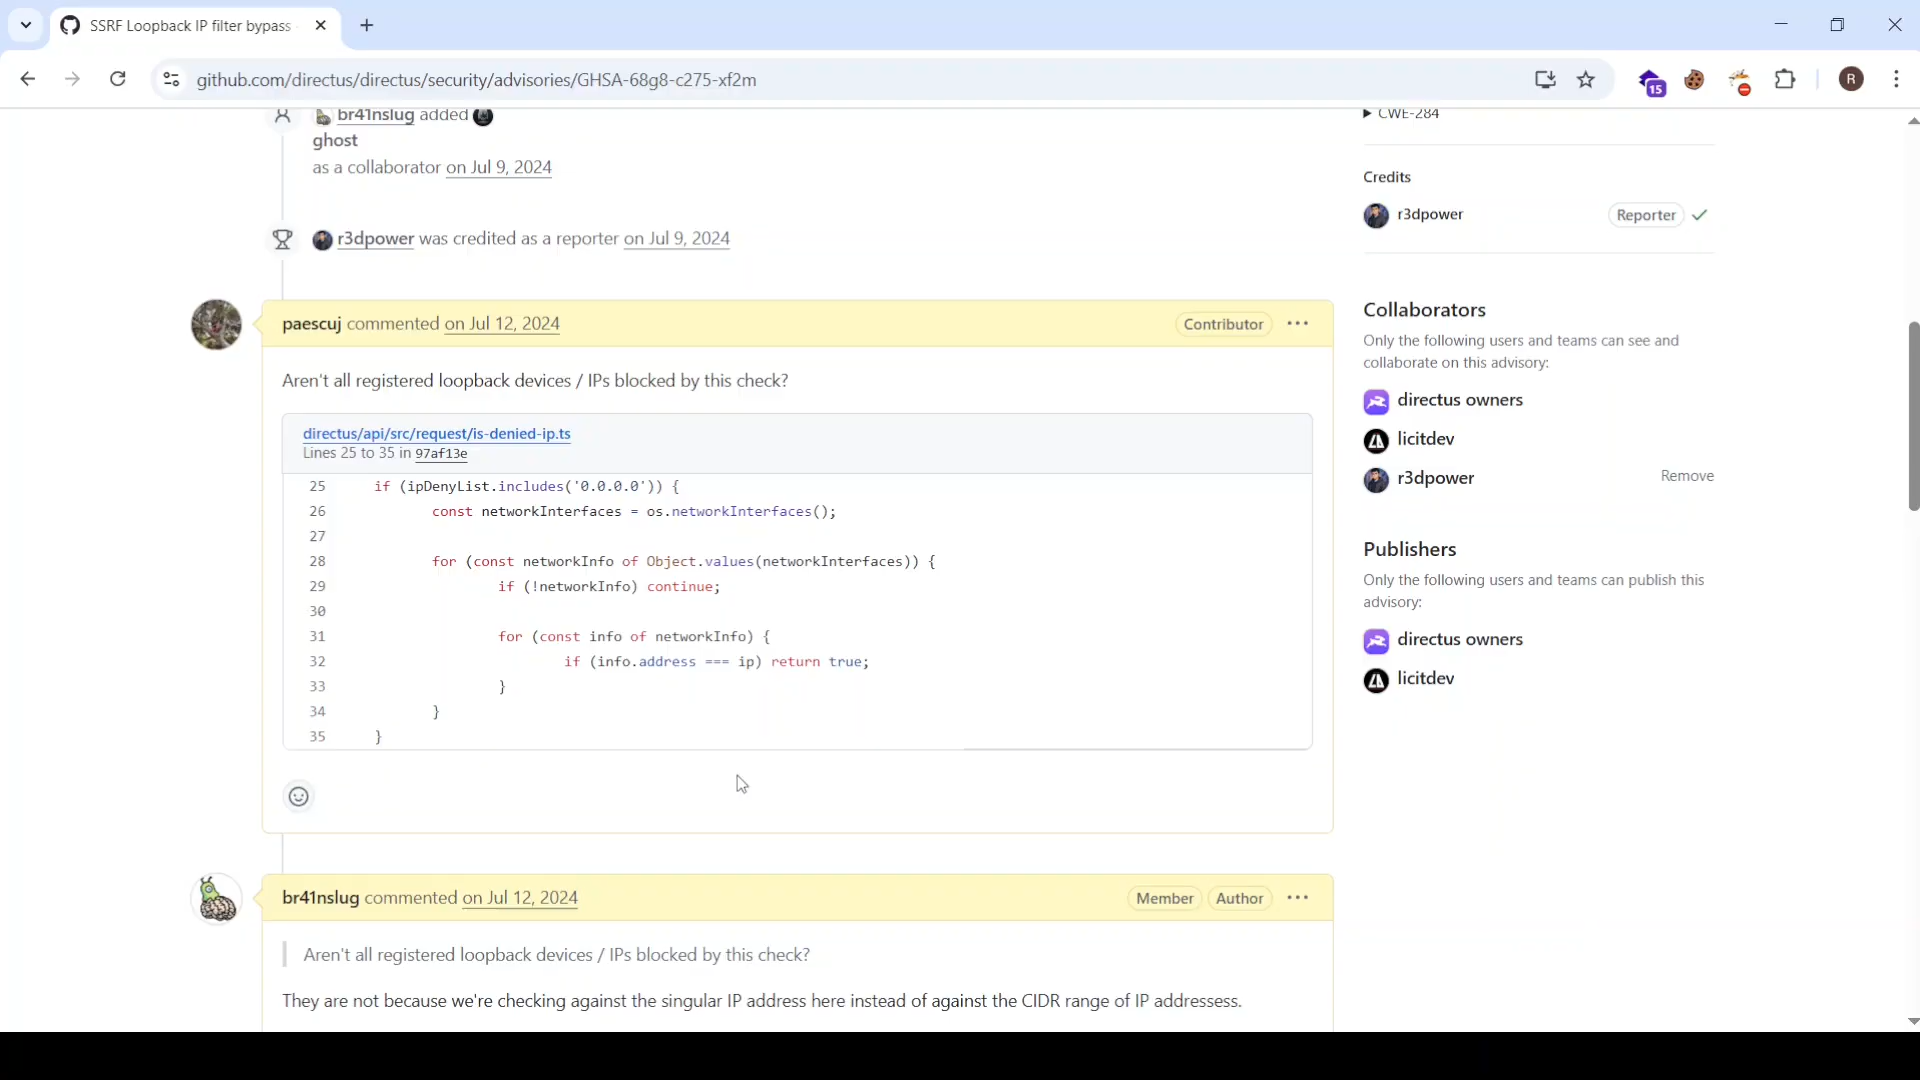 SSRF Loopback IP filter bypass
github.com/directus/directus/security/advisories/GHSA-68g8-c275-xf2m
15
R
br41nslug added
ghost
as a collaborator on Jul 9, 2024
r3dpower was credited as a reporter on Jul 9, 2024
paescuj commented on Jul 12, 2024
Contributor
Aren't all registered loopback devices / IPs blocked by this check?
directus/api/src/request/is-denied-ip.ts
Lines 25 to 35 in 97af13e
25 if (ipDenyList.includes('0.0.0.0')) {
26 const networkInterfaces = os.networkInterfaces();
27
28 for (const networkInfo of Object.values(networkInterfaces)) {
29 if (!networkInfo) continue;
30
31 for (const info of networkInfo) {
32 if (info.address === ip) return true;
33 }
34 }
35 }
br41nslug commented on Jul 12, 2024
Member Author
Aren't all registered loopback devices / IPs blocked by this check?
They are not because we're checking against the singular IP address here instead of against the CIDR range of IP addressess.
CWE-284
Credits
r3dpower Reporter
Collaborators
Only the following users and teams can see and
collaborate on this advisory:
directus owners
licitdev
r3dpower Remove
Publishers
Only the following users and teams can publish this
advisory:
directus owners
licitdev